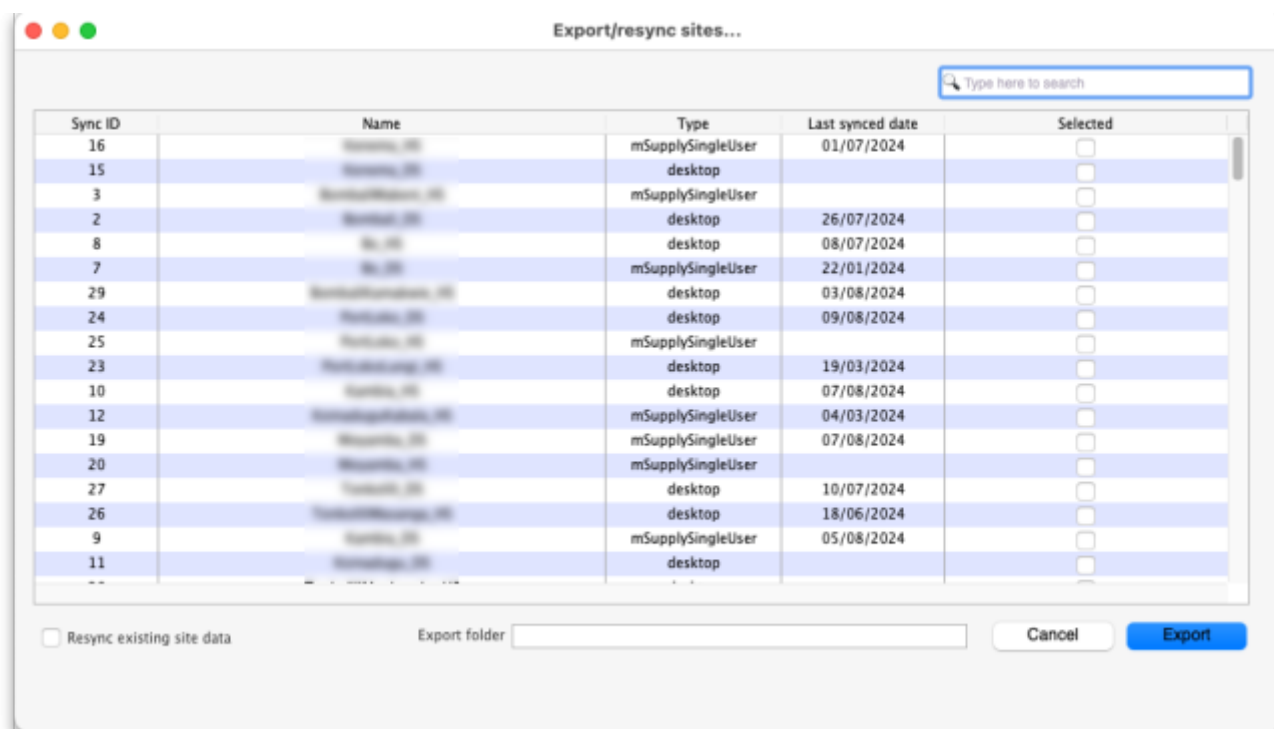 Export/resync sites...
Type here to search
Sync ID Name Type Last synced date Selected
16 mSupplySingleUser 01/07/2024
15 desktop
3 mSupplySingleUser
2 desktop 26/07/2024
8 desktop 08/07/2024
7 mSupplySingleUser 22/01/2024
29 desktop 03/08/2024
24 desktop 09/08/2024
25 mSupplySingleUser
23 desktop 19/03/2024
10 desktop 07/08/2024
12 mSupplySingleUser 04/03/2024
19 mSupplySingleUser 07/08/2024
20 mSupplySingleUser
27 desktop 10/07/2024
26 desktop 18/06/2024
9 mSupplySingleUser 05/08/2024
11 desktop
Resync existing site data Export folder Cancel Export